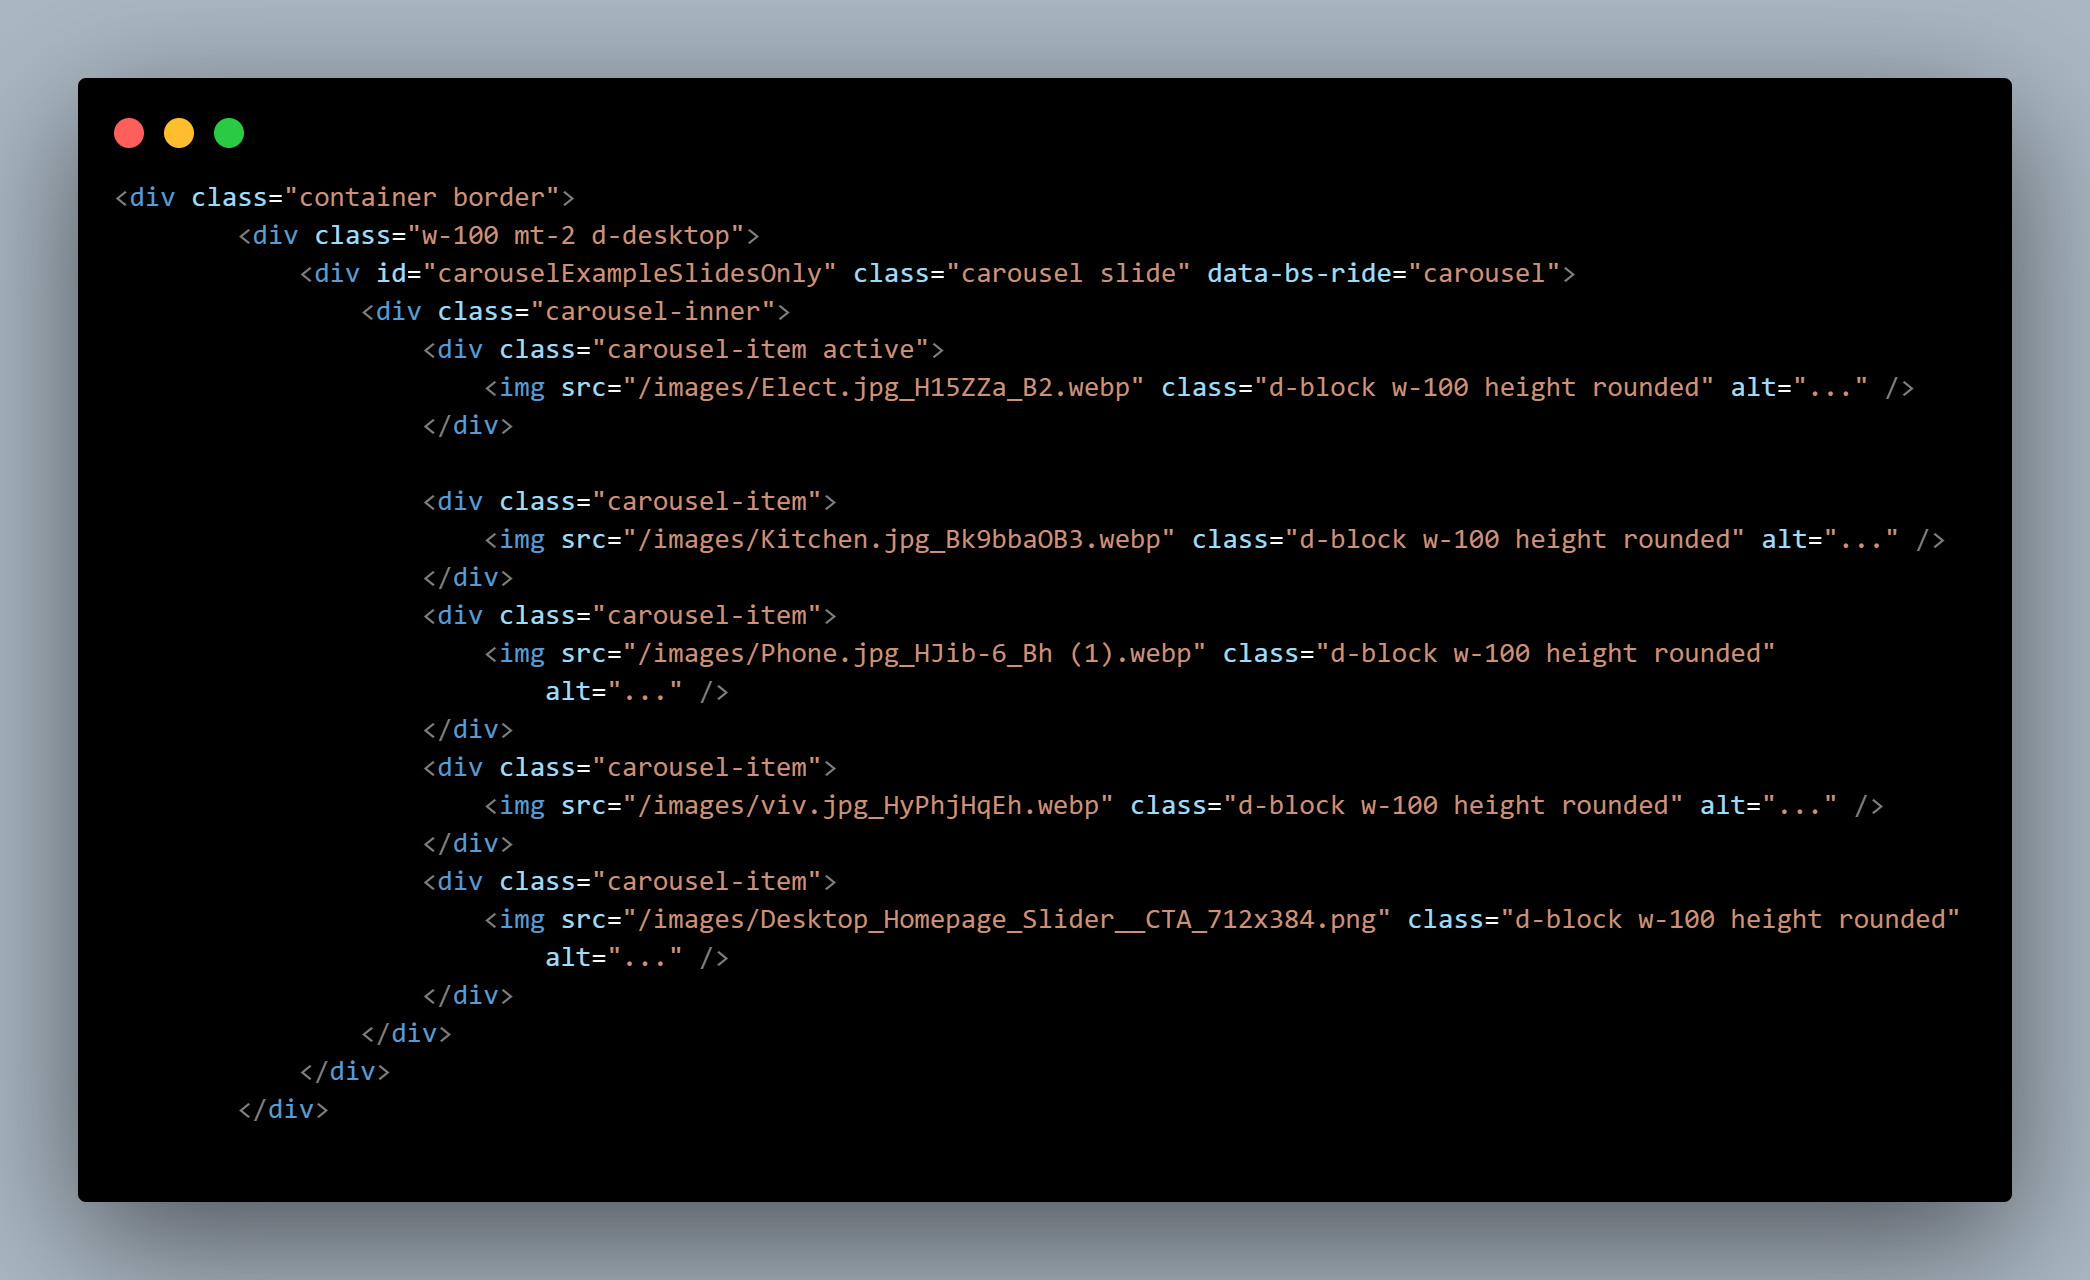 <div class="container border">
        <div class="w-100 mt-2 d-desktop">
            <div id="carouselExampleSlidesOnly" class="carousel slide" data-bs-ride="carousel">
                <div class="carousel-inner">
                    <div class="carousel-item active">
                        <img src="/images/Elect.jpg_H15ZZa_B2.webp" class="d-block w-100 height rounded" alt="..." />
                    </div>

                    <div class="carousel-item">
                        <img src="/images/Kitchen.jpg_Bk9bbaOB3.webp" class="d-block w-100 height rounded" alt="..." />
                    </div>
                    <div class="carousel-item">
                        <img src="/images/Phone.jpg_HJib-6_Bh (1).webp" class="d-block w-100 height rounded"
                            alt="..." />
                    </div>
                    <div class="carousel-item">
                        <img src="/images/viv.jpg_HyPhjHqEh.webp" class="d-block w-100 height rounded" alt="..." />
                    </div>
                    <div class="carousel-item">
                        <img src="/images/Desktop_Homepage_Slider__CTA_712x384.png" class="d-block w-100 height rounded"
                            alt="..." />
                    </div>
                </div>
            </div>
        </div>